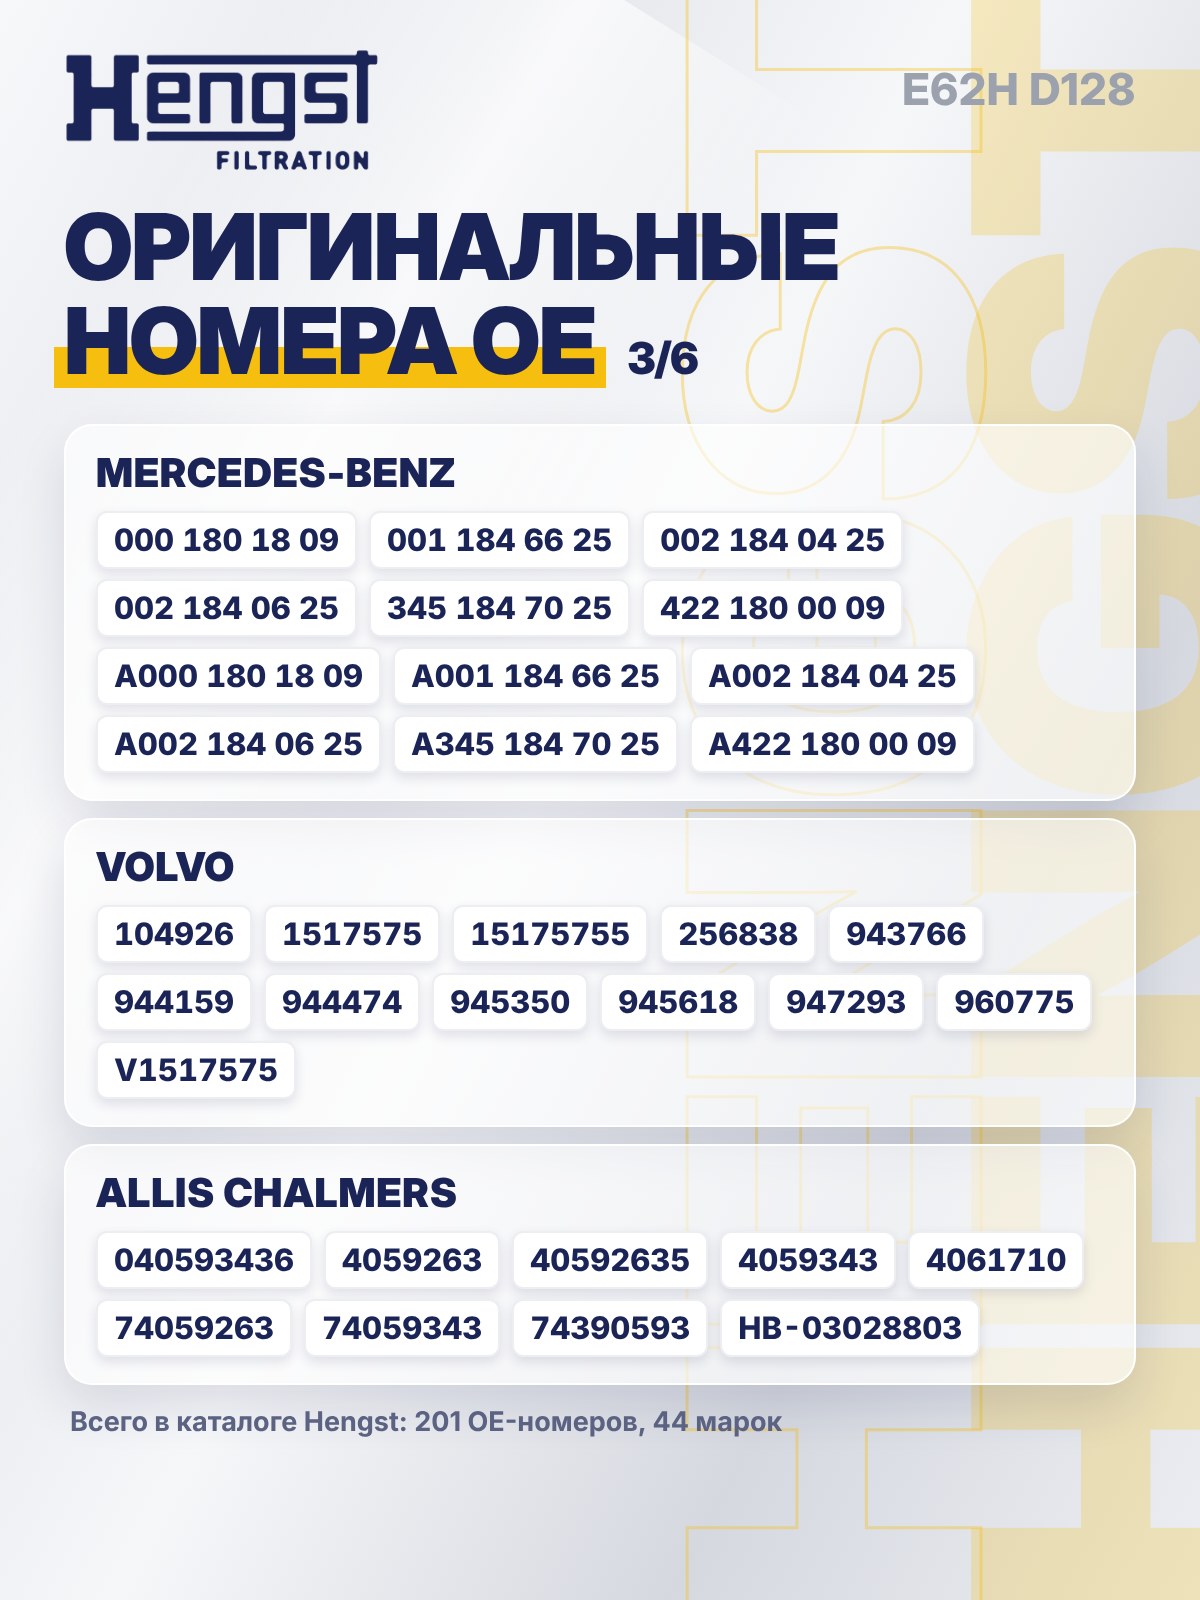 Hengst
FILTRATION
E62H D128
ОРИГИНАЛЬНЫЕ
НОМЕРА OE 3/6
MERCEDES-BENZ
000 180 18 09 001 184 66 25 002 184 04 25
002 184 06 25 345 184 70 25 422 180 00 09
A000 180 18 09 A001 184 66 25 A002 184 04 25
A002 184 06 25 A345 184 70 25 A422 180 00 09
VOLVO
104926 1517575 15175755 256838 943766
944159 944474 945350 945618 947293 960775
V1517575
ALLIS CHALMERS
040593436 4059263 40592635 4059343 4061710
74059263 74059343 74390593 HB-03028803
Всего в каталоге Hengst: 201 OE-номеров, 44 марок
HENGST
HENGST